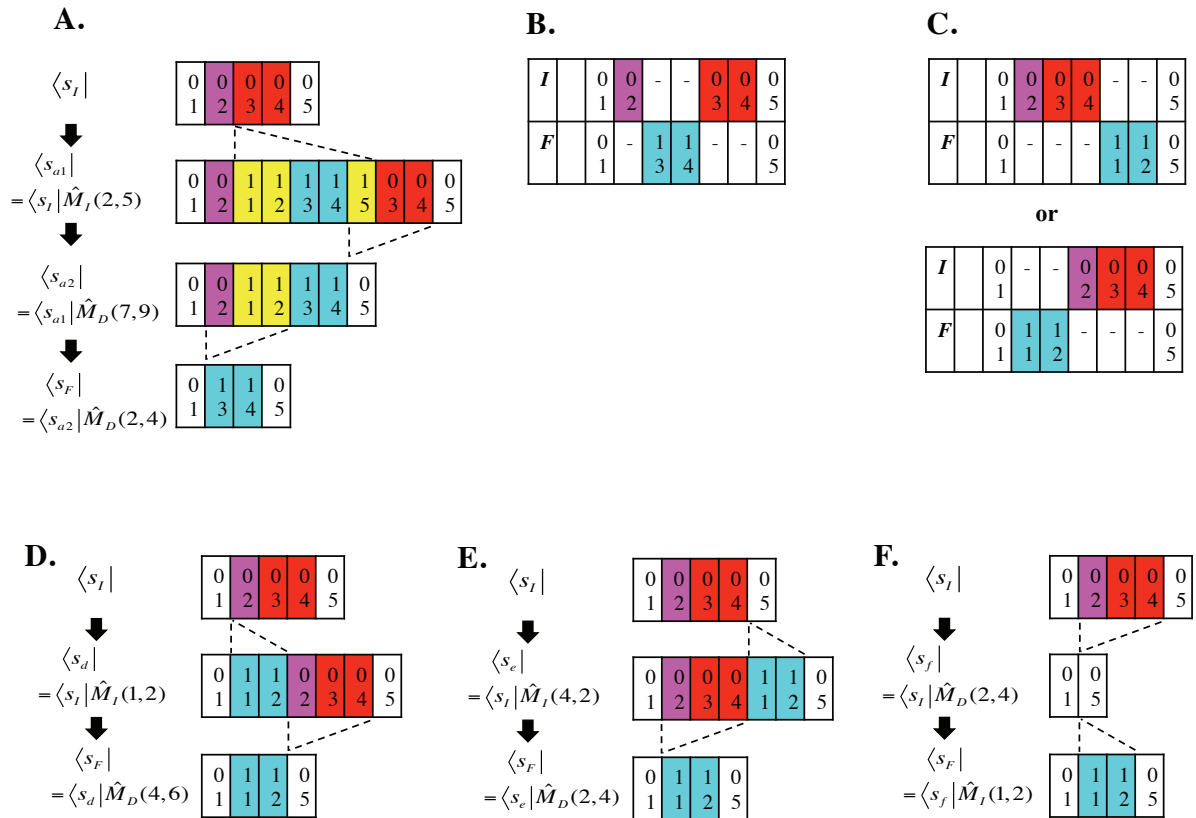 A.
⟨s_I|
0 0 0 0 0
1 2 3 4 5
⟨s_{a1}|
= ⟨s_I|M̂_I(2,5)
0 0 1 1 1 1 1 0 0 0
1 2 1 2 3 4 5 3 4 5
⟨s_{a2}|
= ⟨s_{a1}|M̂_D(7,9)
0 0 1 1 1 1 0
1 2 1 2 3 4 5
⟨s_F|
= ⟨s_{a2}|M̂_D(2,4)
0 1 1 0
1 3 4 5
B.
I 0 0 - - 0 0 0
1 2 3 4 5
F 0 - 1 1 - - 0
1 3 4 5
C.
I 0 0 0 0 - - 0
1 2 3 4 5
F 0 - - - 1 1 0
1 1 2 5
or
I 0 - - 0 0 0 0
1 2 3 4 5
F 0 1 1 - - - 0
1 1 2 5
D.
⟨s_I|
0 0 0 0 0
1 2 3 4 5
⟨s_d|
= ⟨s_I|M̂_I(1,2)
0 1 1 0 0 0 0
1 1 2 2 3 4 5
⟨s_F|
= ⟨s_d|M̂_D(4,6)
0 1 1 0
1 1 2 5
E.
⟨s_I|
0 0 0 0 0
1 2 3 4 5
⟨s_e|
= ⟨s_I|M̂_I(4,2)
0 0 0 0 1 1 0
1 2 3 4 1 2 5
⟨s_F|
= ⟨s_e|M̂_D(2,4)
0 1 1 0
1 1 2 5
F.
⟨s_I|
0 0 0 0 0
1 2 3 4 5
⟨s_f|
= ⟨s_I|M̂_D(2,4)
0 0
1 5
⟨s_F|
= ⟨s_f|M̂_I(1,2)
0 1 1 0
1 1 2 5